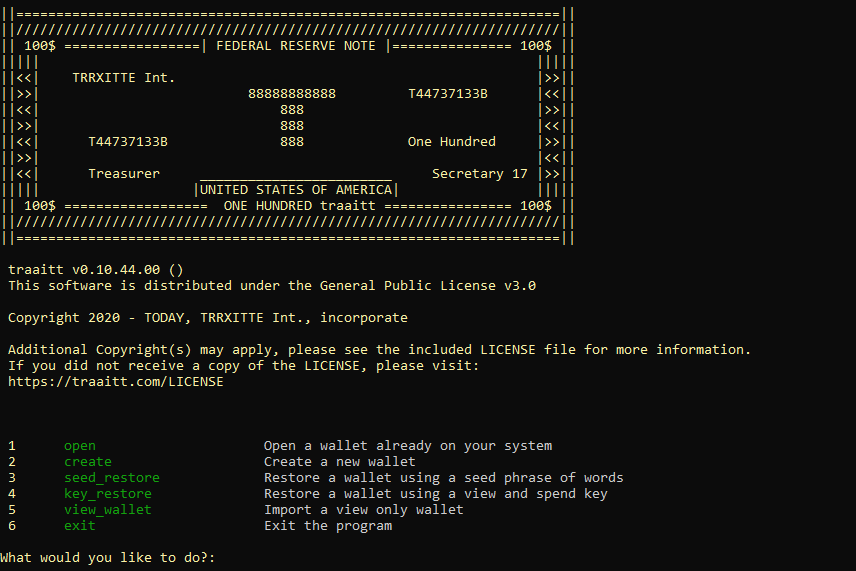 ||====================================================================||
||////////////////////////////////////////////////////////////////////||
|| 100$ =================| FEDERAL RESERVE NOTE |=============== 100$ ||
|||||                                                              |||||
||<<|    TRRXITTE Int.                                             |>>||
||>>|                          88888888888         T44737133B      |<<||
||<<|                              888                             |>>||
||>>|                              888                             |<<||
||<<|      T44737133B              888             One Hundred     |>>||
||>>|                                                              |<<||
||<<|      Treasurer     ________________________     Secretary 17 |>>||
|||||                   |UNITED STATES OF AMERICA|                 |||||
|| 100$ ==================  ONE HUNDRED traaitt ================ 100$ ||
||////////////////////////////////////////////////////////////////////||
||====================================================================||
traaitt v0.10.44.00 ()
This software is distributed under the General Public License v3.0
Copyright 2020 - TODAY, TRRXITTE Int., incorporate
Additional Copyright(s) may apply, please see the included LICENSE file for more information.
If you did not receive a copy of the LICENSE, please visit:
https://traaitt.com/LICENSE
1      open                     Open a wallet already on your system
2      create                   Create a new wallet
3      seed_restore             Restore a wallet using a seed phrase of words
4      key_restore              Restore a wallet using a view and spend key
5      view_wallet              Import a view only wallet
6      exit                     Exit the program
What would you like to do?: